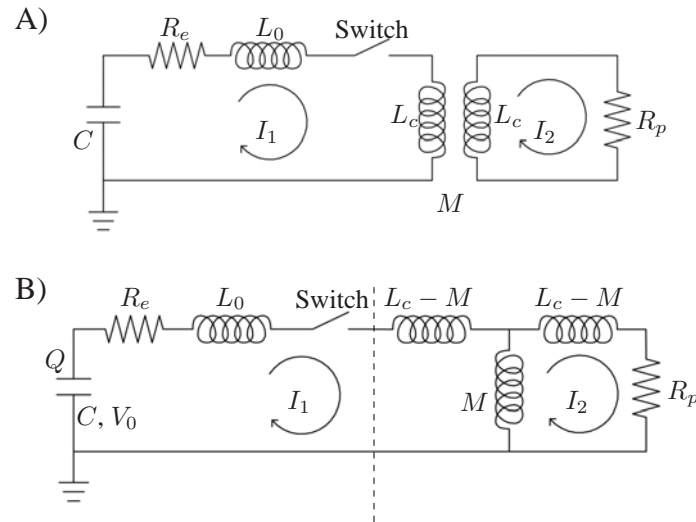 A)
R_e L_0 Switch
C I_1 L_c L_c I_2 R_p
M
B)
R_e L_0 Switch L_c − M L_c − M
Q
C, V_0 I_1 M I_2 R_p